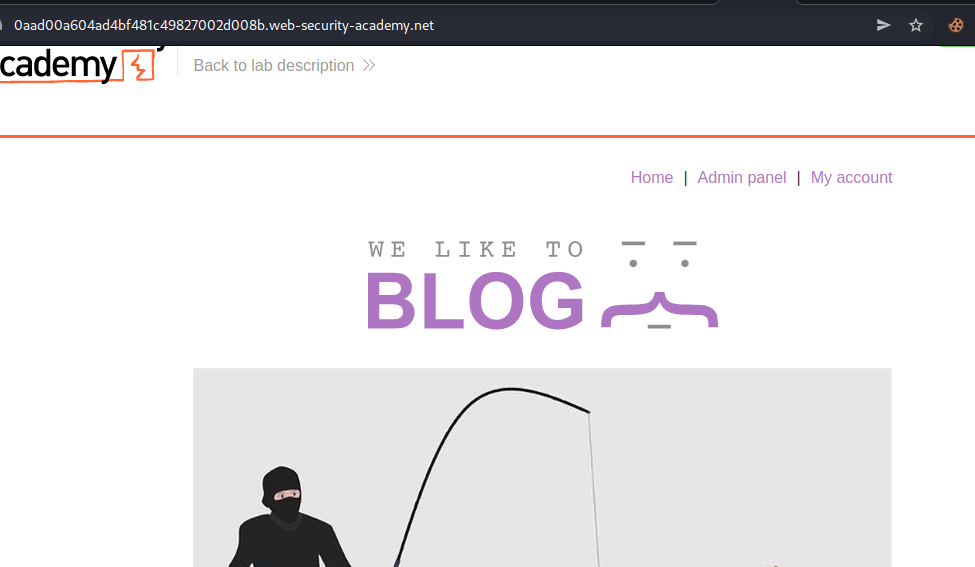 0aad00a604ad4bf481c49827002d008b.web-security-academy.net
cademy
Back to lab description
Home | Admin panel | My account
WE LIKE TO
BLOG